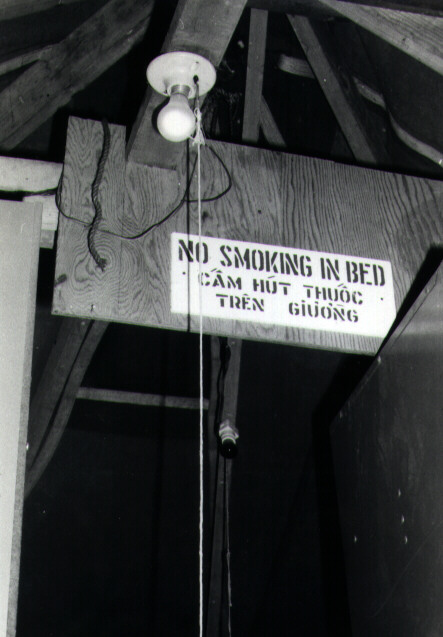 NO SMOKING IN BED
CẤM HÚT THUỐC
TRÊN GIƯỜNG